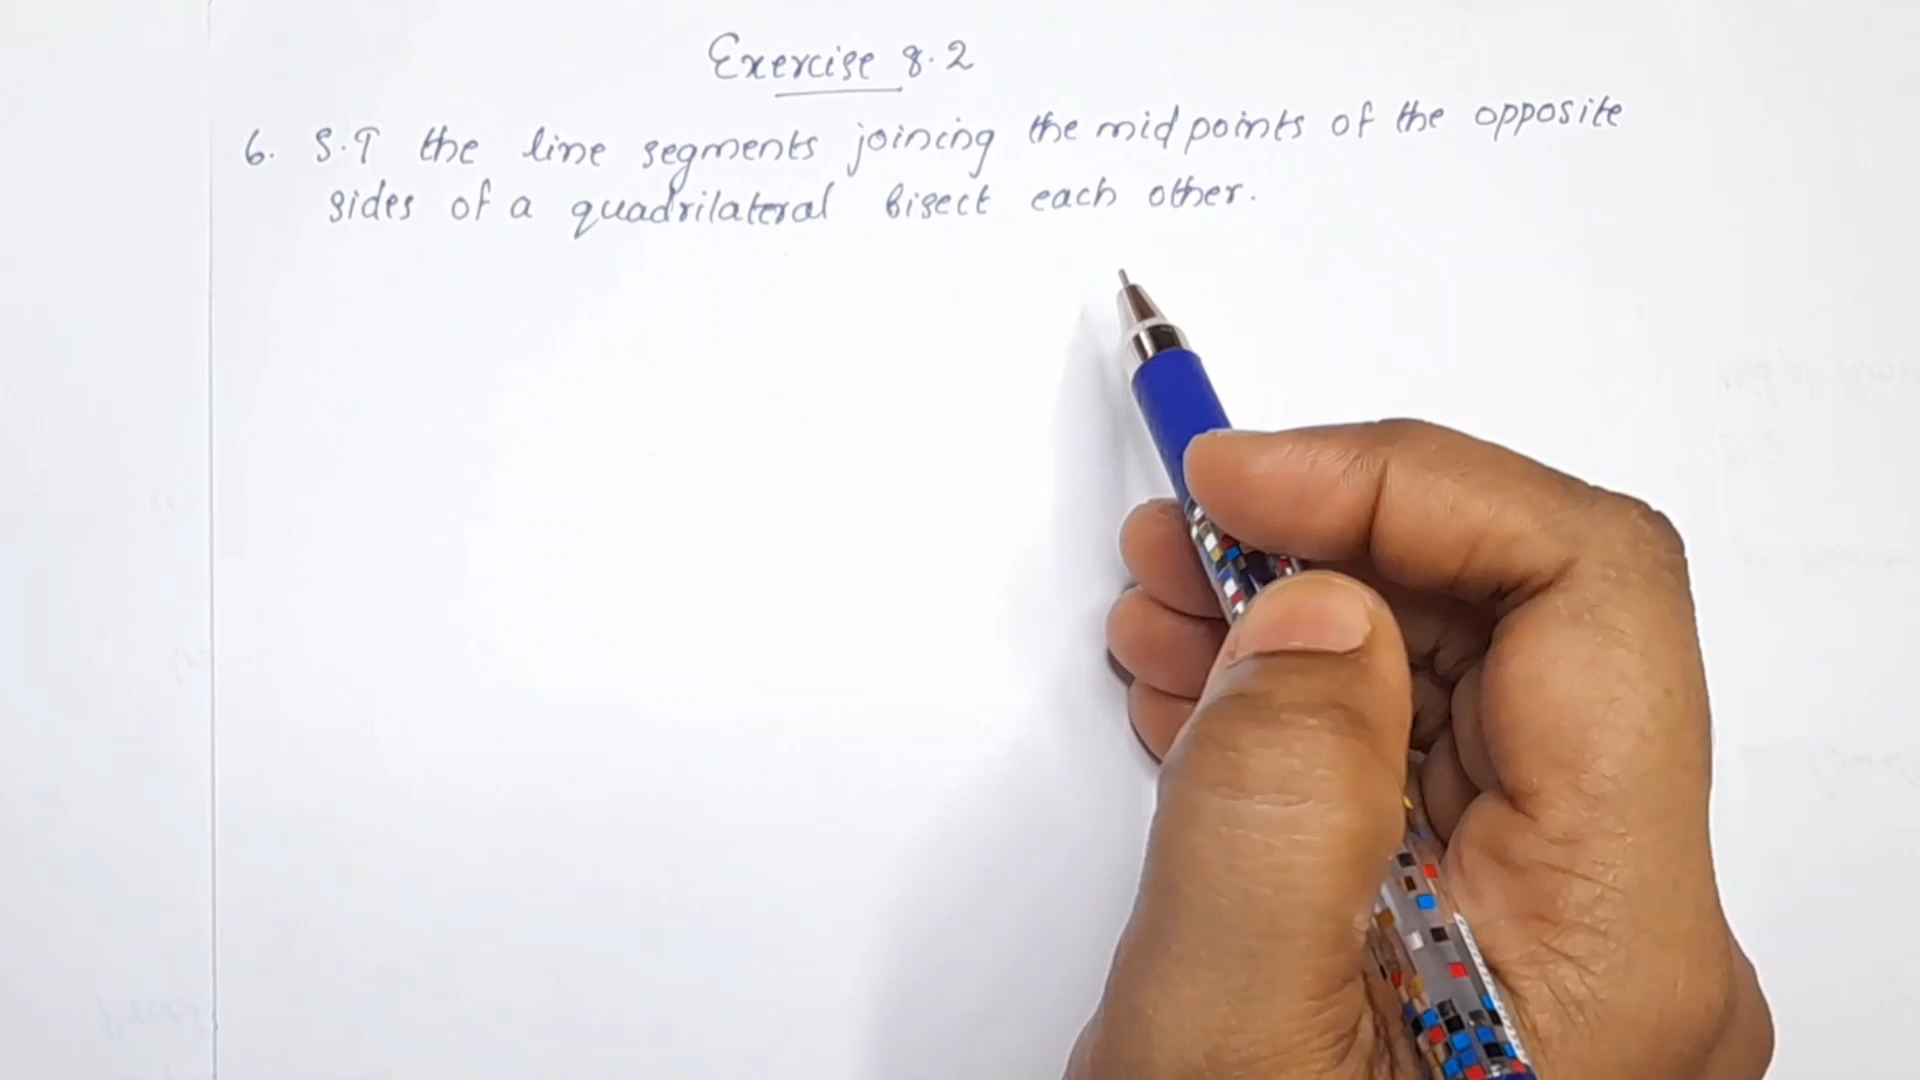 Exercise 8.2
6. S.T the line segments joining the mid points of the opposite
sides of a quadrilateral bisect each other.